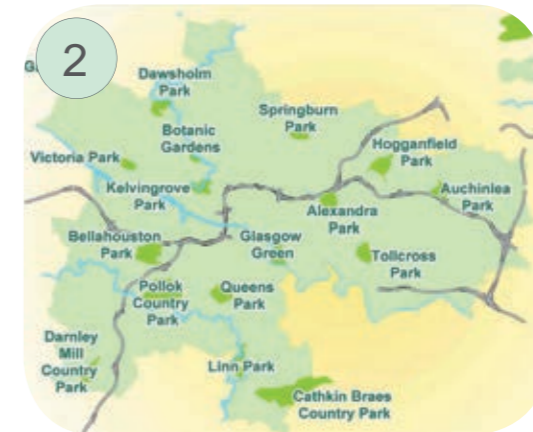 2
G
Dawsholm
Park
Springburn
Park
Botanic
Gardens
Hogganfield
Park
Victoria Park
Kelvingrove
Park
Auchinlea
Park
Alexandra
Park
Bellahouston
Park
Glasgow
Green
Tollcross
Park
Pollok
Country
Park
Queens
Park
Darnley
Mill
Country
Park
Linn Park
Cathkin Braes
Country Park